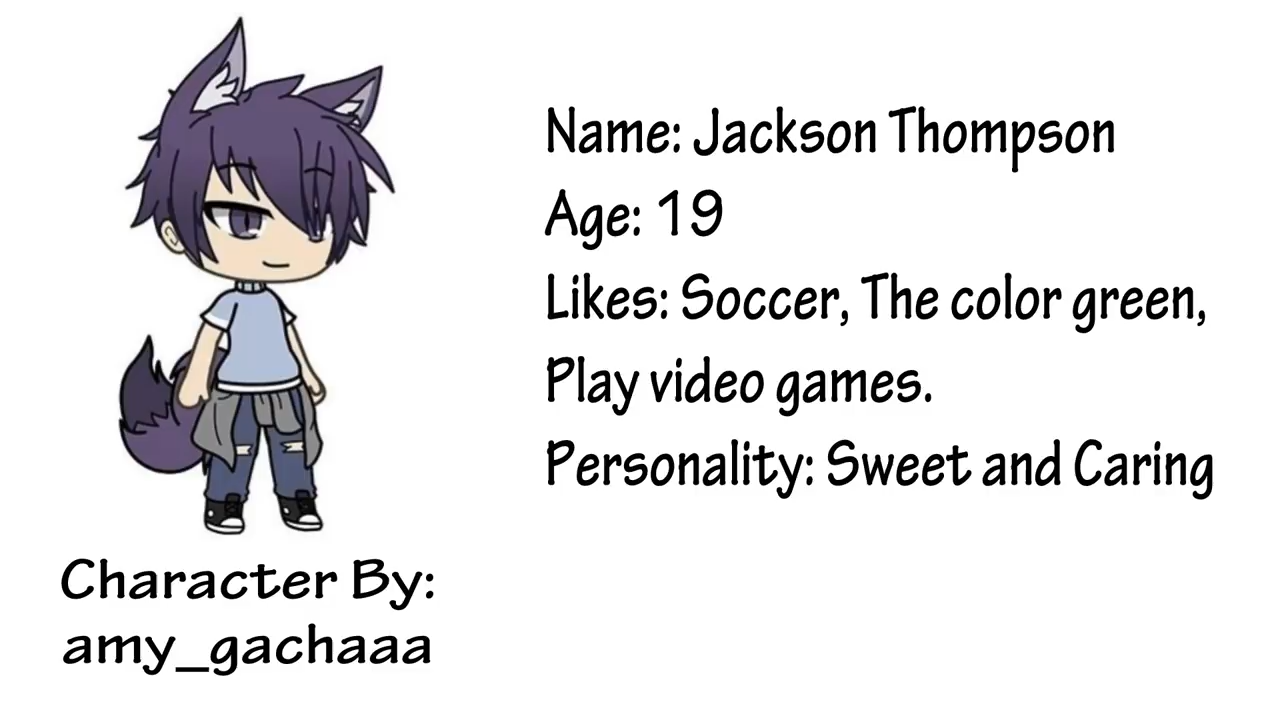 Name: Jackson Thompson
Age: 19
Likes: Soccer, The color green,
Play video games.
Personality: Sweet and Caring
Character By:
amy_gachaaa